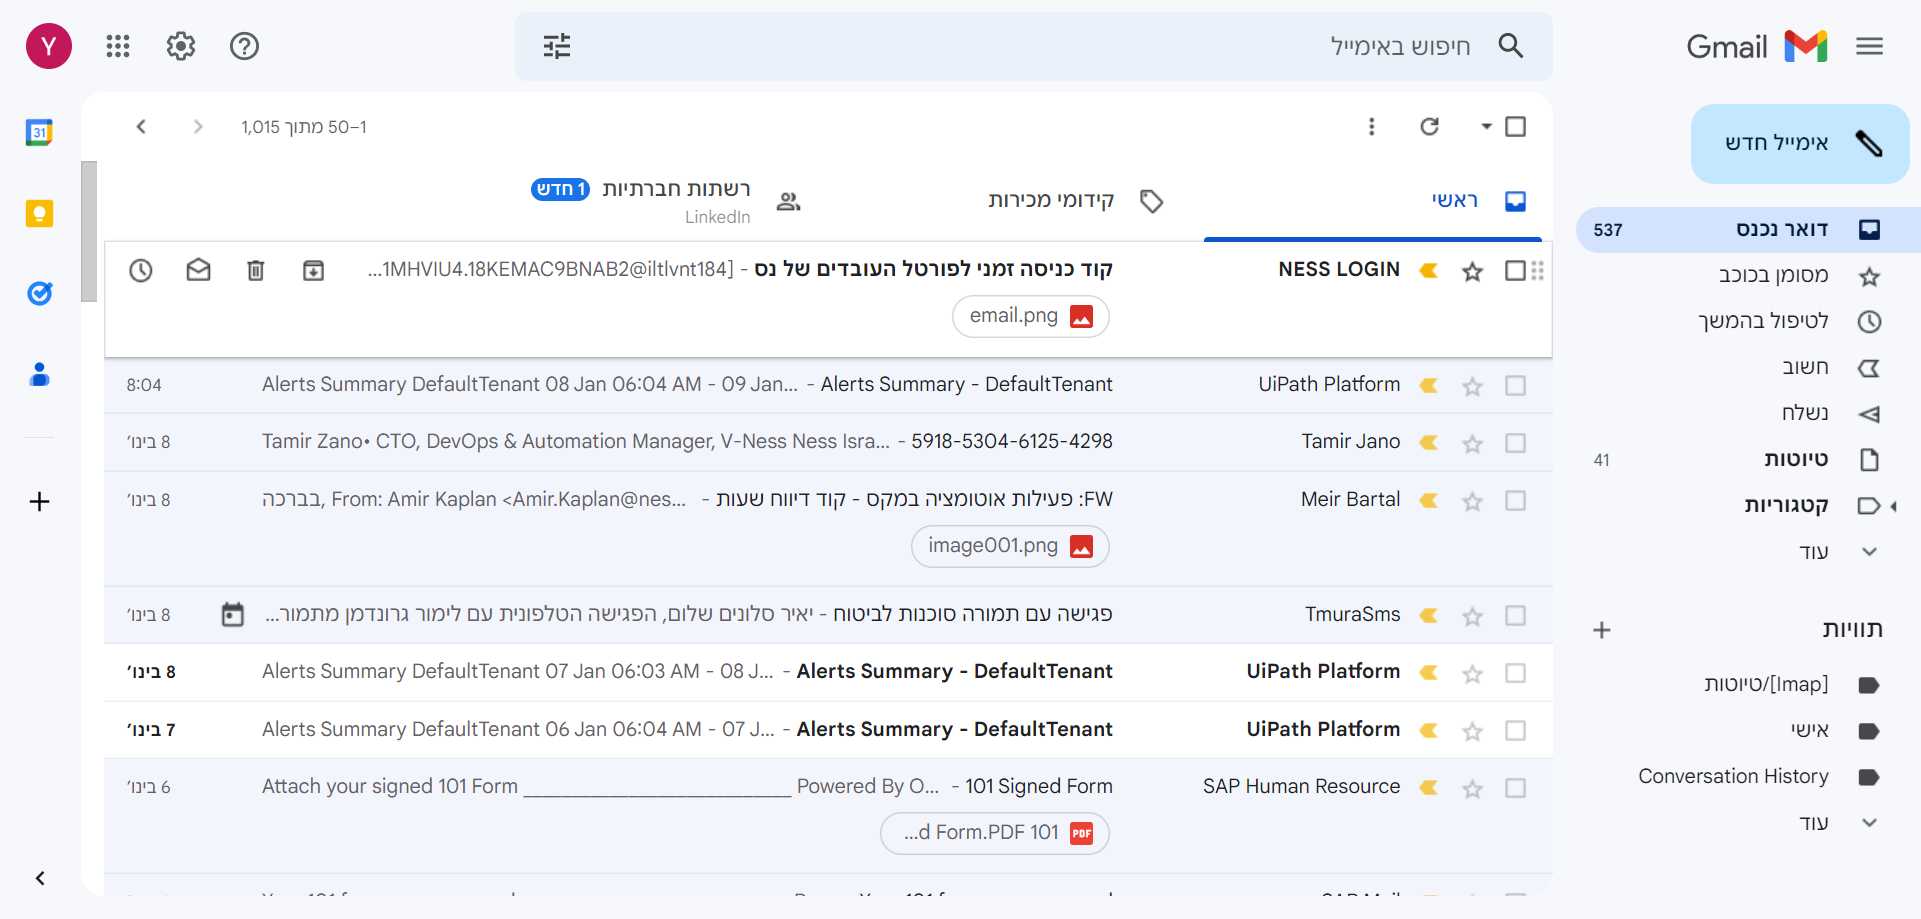 Gmail
חיפוש באימייל
Y
אימייל חדש
דואר נכנס 537
מסומן בכוכב
לטיפול בהמשך
חשוב
נשלח
טיוטות 41
קטגוריות
עוד
תוויות
[Imap]/טיוטות
אישי
Conversation History
עוד
1–50 מתוך 1,015
ראשי
קידומי מכירות
רשתות חברתיות 1 חדש
LinkedIn
NESS LOGIN קוד כניסה זמני לפורטל העובדים של נס - [1MHVIU4.18KEMAC9BNAB2@iltlvnt184...
email.png
UiPath Platform Alerts Summary - DefaultTenant - Alerts Summary DefaultTenant 08 Jan 06:04 AM - 09 Jan... 8:04
Tamir Jano 5918-5304-6125-4298 - Tamir Zano• CTO, DevOps & Automation Manager, V-Ness Ness Isra... 8 בינו׳
Meir Bartal FW: פעילות אוטומציה במקס - קוד דיווח שעות - בברכה, From: Amir Kaplan <Amir.Kaplan@nes... 8 בינו׳
image001.png
TmuraSms פגישה עם תמורה סוכנות לביטוח - יאיר סלונים שלום, הפגישה הטלפונית עם לימור גרונדמן מתמור... 8 בינו׳
UiPath Platform Alerts Summary - DefaultTenant - Alerts Summary DefaultTenant 07 Jan 06:03 AM - 08 J... 8 בינו׳
UiPath Platform Alerts Summary - DefaultTenant - Alerts Summary DefaultTenant 06 Jan 06:04 AM - 07 J... 7 בינו׳
SAP Human Resource 101 Signed Form - Attach your signed 101 Form ___________________________ Powered By O... 6 בינו׳
PDF 101 d Form.PDF...
31